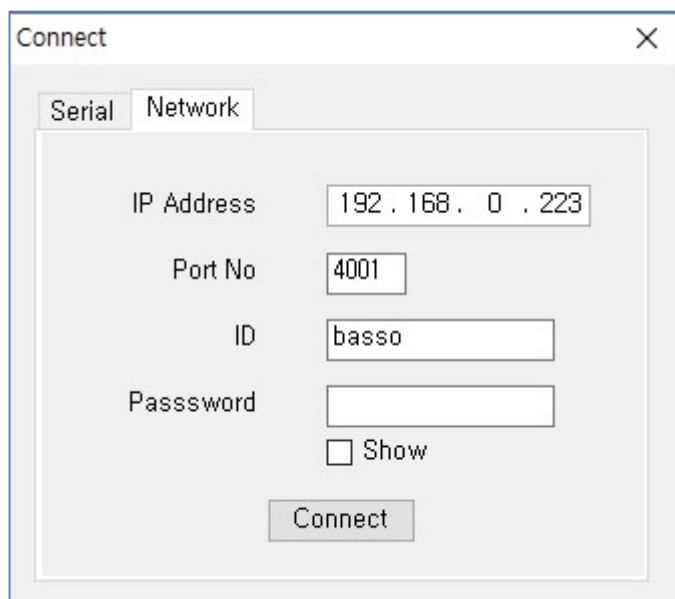 Connect
Serial Network
IP Address 192 . 168 . 0 . 223
Port No 4001
ID basso
Passsword
Show
Connect